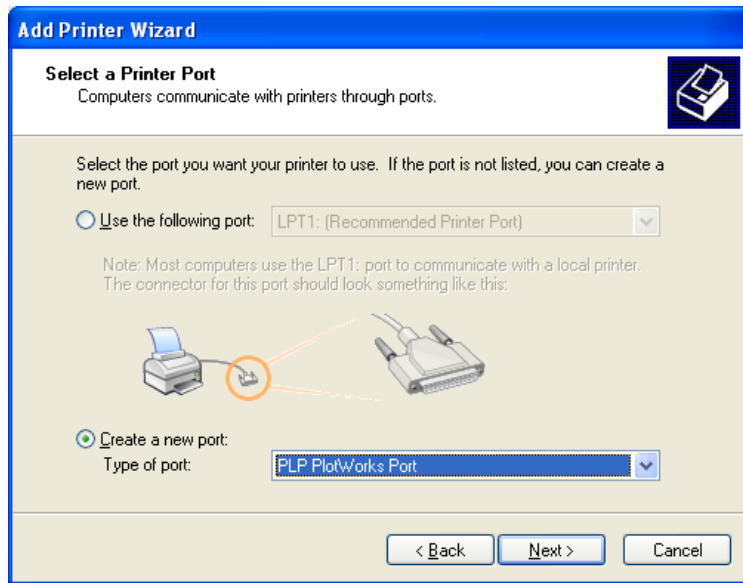 Add Printer Wizard
Select a Printer Port
Computers communicate with printers through ports.
Select the port you want your printer to use.  If the port is not listed, you can create a
new port.
Use the following port:
LPT1: (Recommended Printer Port)
Note: Most computers use the LPT1: port to communicate with a local printer.
The connector for this port should look something like this:
Create a new port:
Type of port:
PLP PlotWorks Port
< Back
Next >
Cancel